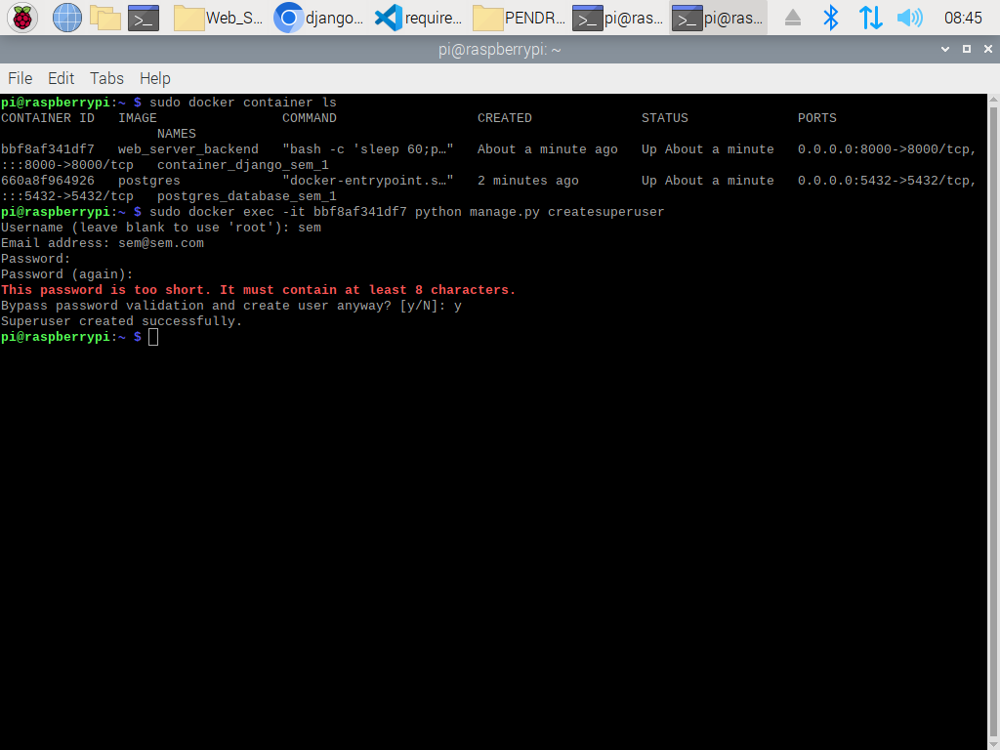 Web_S... django... require... PENDR... pi@ras... pi@ras... 08:45
pi@raspberrypi: ~
File Edit Tabs Help
pi@raspberrypi:~ $ sudo docker container ls
CONTAINER ID   IMAGE                COMMAND                  CREATED              STATUS              PORTS
NAMES
bbf8af341df7   web_server_backend   "bash -c 'sleep 60;p…"   About a minute ago   Up About a minute   0.0.0.0:8000->8000/tcp,
:::8000->8000/tcp   container_django_sem_1
660a8f964926   postgres             "docker-entrypoint.s…"   2 minutes ago        Up About a minute   0.0.0.0:5432->5432/tcp,
:::5432->5432/tcp   postgres_database_sem_1
pi@raspberrypi:~ $ sudo docker exec -it bbf8af341df7 python manage.py createsuperuser
Username (leave blank to use 'root'): sem
Email address: sem@sem.com
Password:
Password (again):
This password is too short. It must contain at least 8 characters.
Bypass password validation and create user anyway? [y/N]: y
Superuser created successfully.
pi@raspberrypi:~ $